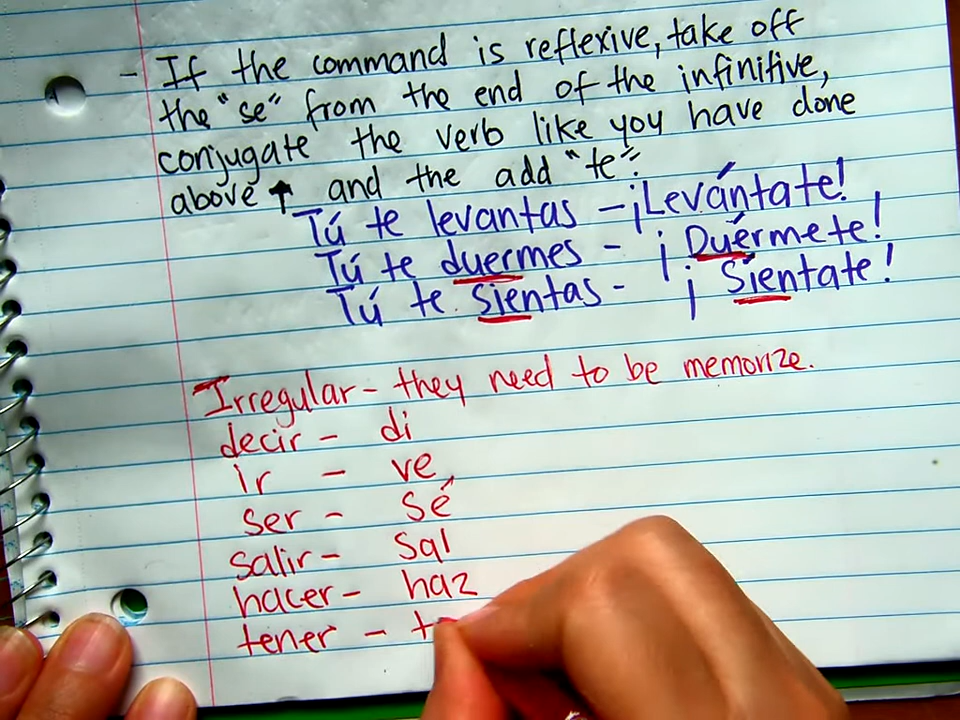 - If the command is reflexive, take off
the "se" from the end of the infinitive,
conjugate the verb like you have done
above ↑ and the add "te":
Tú te levantas - ¡Levántate!
Tú te duermes - ¡Duérmete!
Tú te sientas - ¡Síentate!
Irregular - they need to be memorize.
decir - di
ir - ve
ser - sé
salir - sal
hacer - haz
tener - t